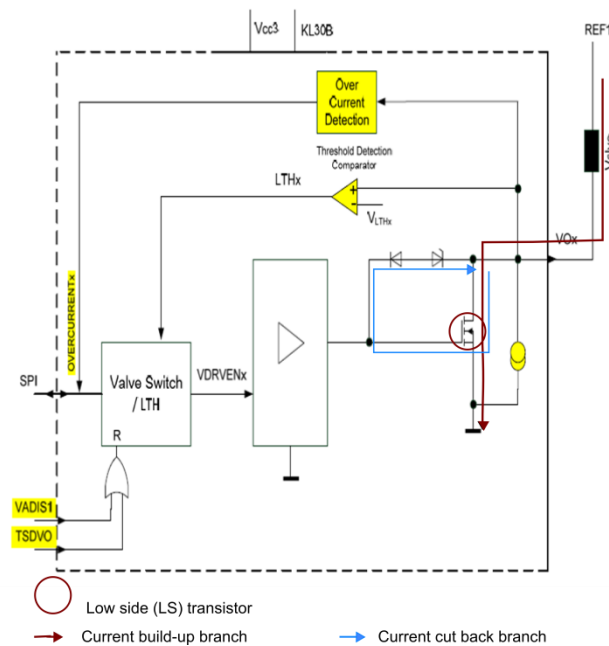 Vcc3 KL30B
REF1
Over
Current
Detection
Threshold Detection
Comparator
Valve
LTHx
+
-
VLTHx
VOx
OVERCURRENTx
SPI
Valve Switch
/ LTH
VDRVENx
R
VADIS1
TSDVO
Low side (LS) transistor
Current build-up branch
Current cut back branch